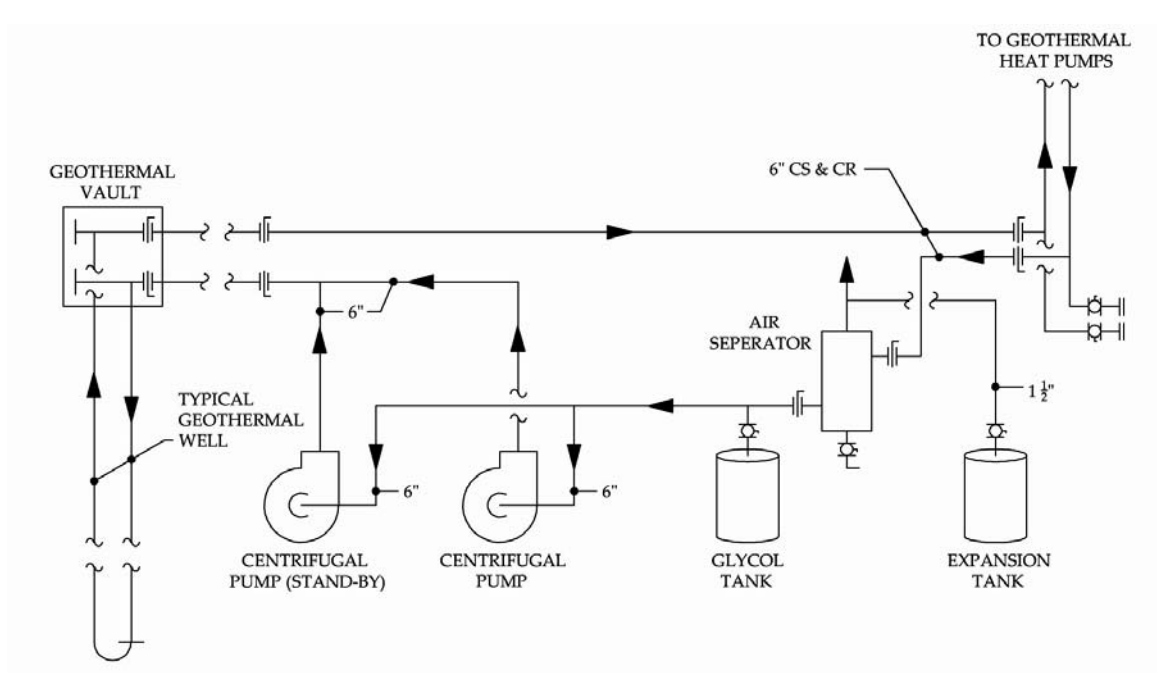 TO GEOTHERMAL
HEAT PUMPS
6" CS & CR
GEOTHERMAL
VAULT
6"
AIR
SEPERATOR
1 ½"
TYPICAL
GEOTHERMAL
WELL
6"
6"
CENTRIFUGAL
PUMP (STAND-BY)
CENTRIFUGAL
PUMP
GLYCOL
TANK
EXPANSION
TANK